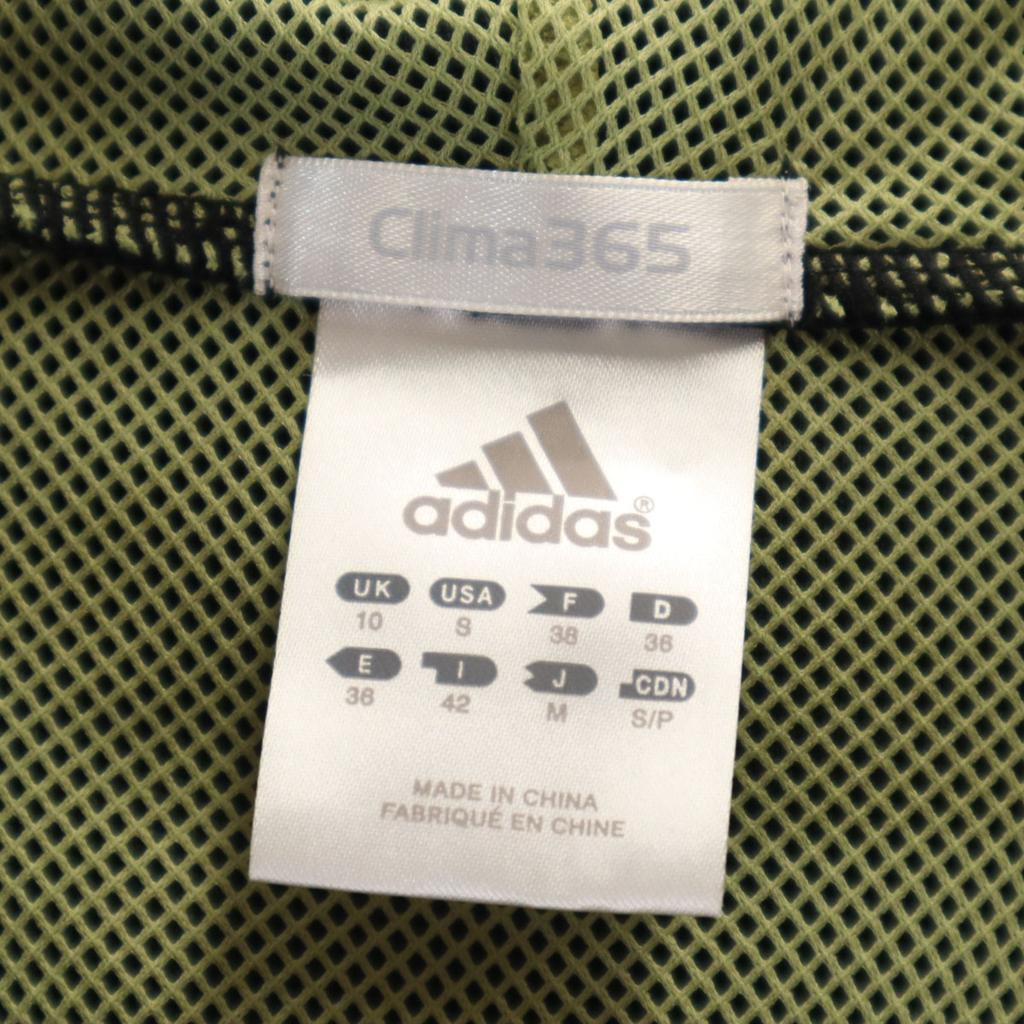 Clima365
adidas®
UK USA F D
10 S 38 36
E I J CDN
36 42 M S/P
MADE IN CHINA
FABRIQUÉ EN CHINE